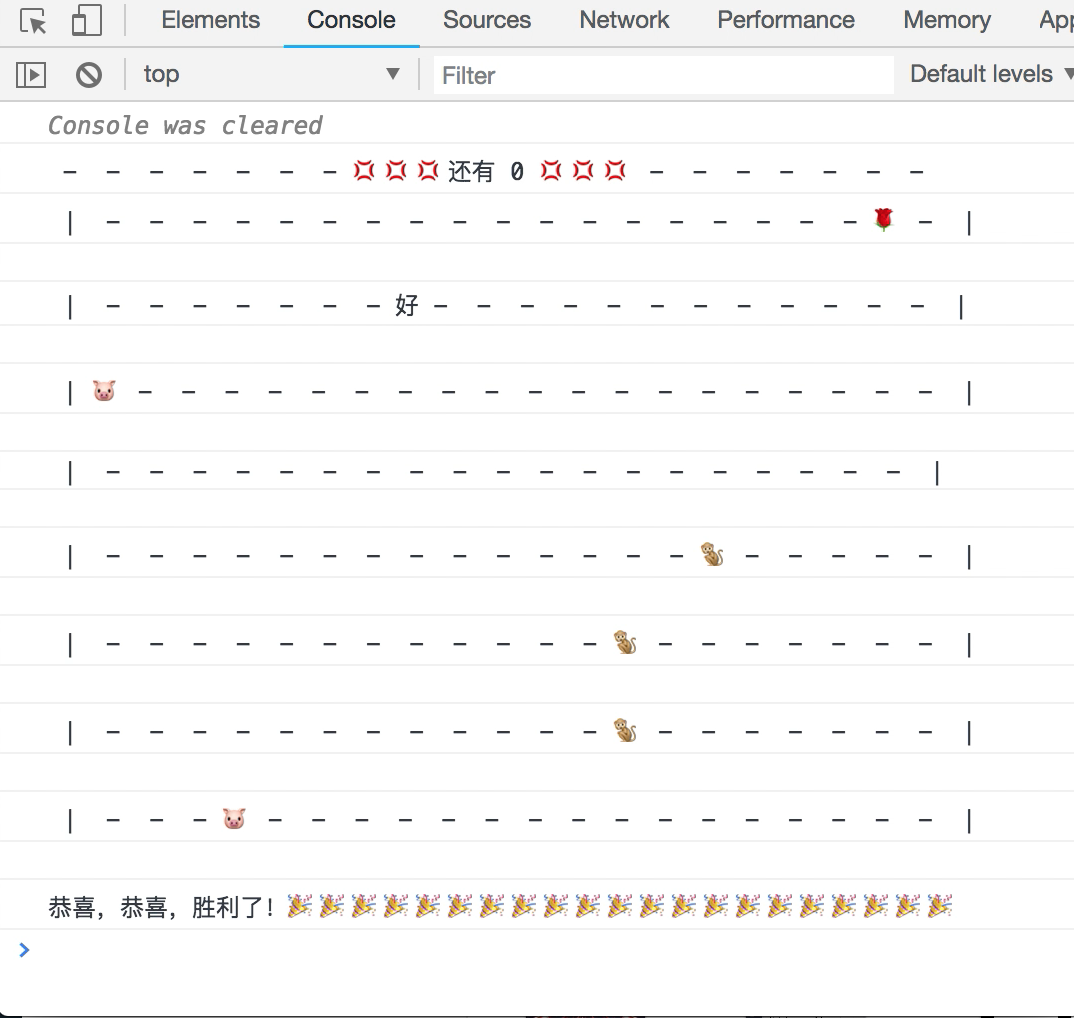 Elements Console Sources Network Performance Memory App
top Filter Default levels
Console was cleared
- - - - - - - 💢 💢 💢 还有 0 💢 💢 💢 - - - - - - -
| - - - - - - - - - - - - - - - - - - 🌹 - |
| - - - - - - - 好 - - - - - - - - - - - - |
| 🐷 - - - - - - - - - - - - - - - - - - - |
| - - - - - - - - - - - - - - - - - - - |
| - - - - - - - - - - - - - - 🐒 - - - - - |
| - - - - - - - - - - - - 🐒 - - - - - - - |
| - - - - - - - - - - - - 🐒 - - - - - - - |
| - - - 🐷 - - - - - - - - - - - - - - - - |
恭喜，恭喜，胜利了！🎉🎉🎉🎉🎉🎉🎉🎉🎉🎉🎉🎉🎉🎉🎉🎉🎉🎉🎉🎉🎉